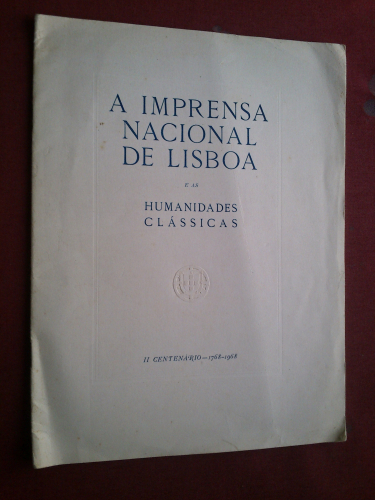 A IMPRENSA
NACIONAL
DE LISBOA
E AS
HUMANIDADES
CLÁSSICAS
II CENTENÁRIO—1768-1968